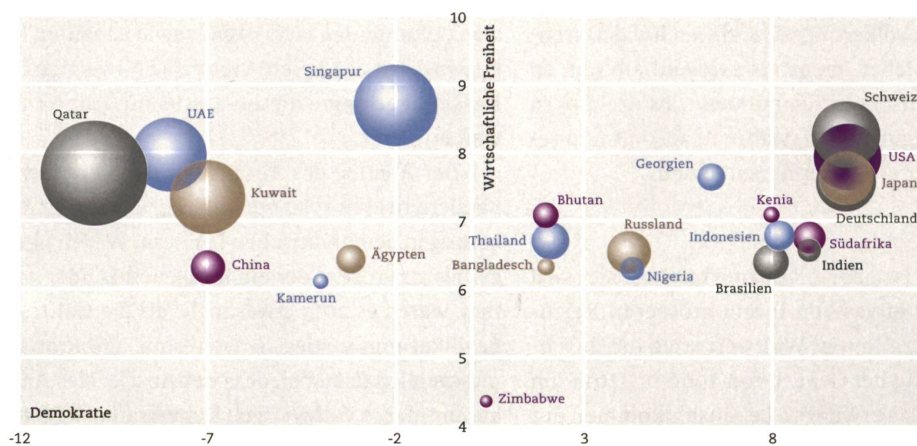 10
Wirtschaftliche Freiheit
9
8
7
6
5
4
Singapur
Qatar
UAE
Kuwait
China
Ägypten
Kamerun
Schweiz
USA
Japan
Deutschland
Georgien
Kenia
Bhutan
Russland
Thailand
Indonesien
Südafrika
Bangladesch
Nigeria
Indien
Brasilien
Zimbabwe
Demokratie
-12
-7
-2
3
8